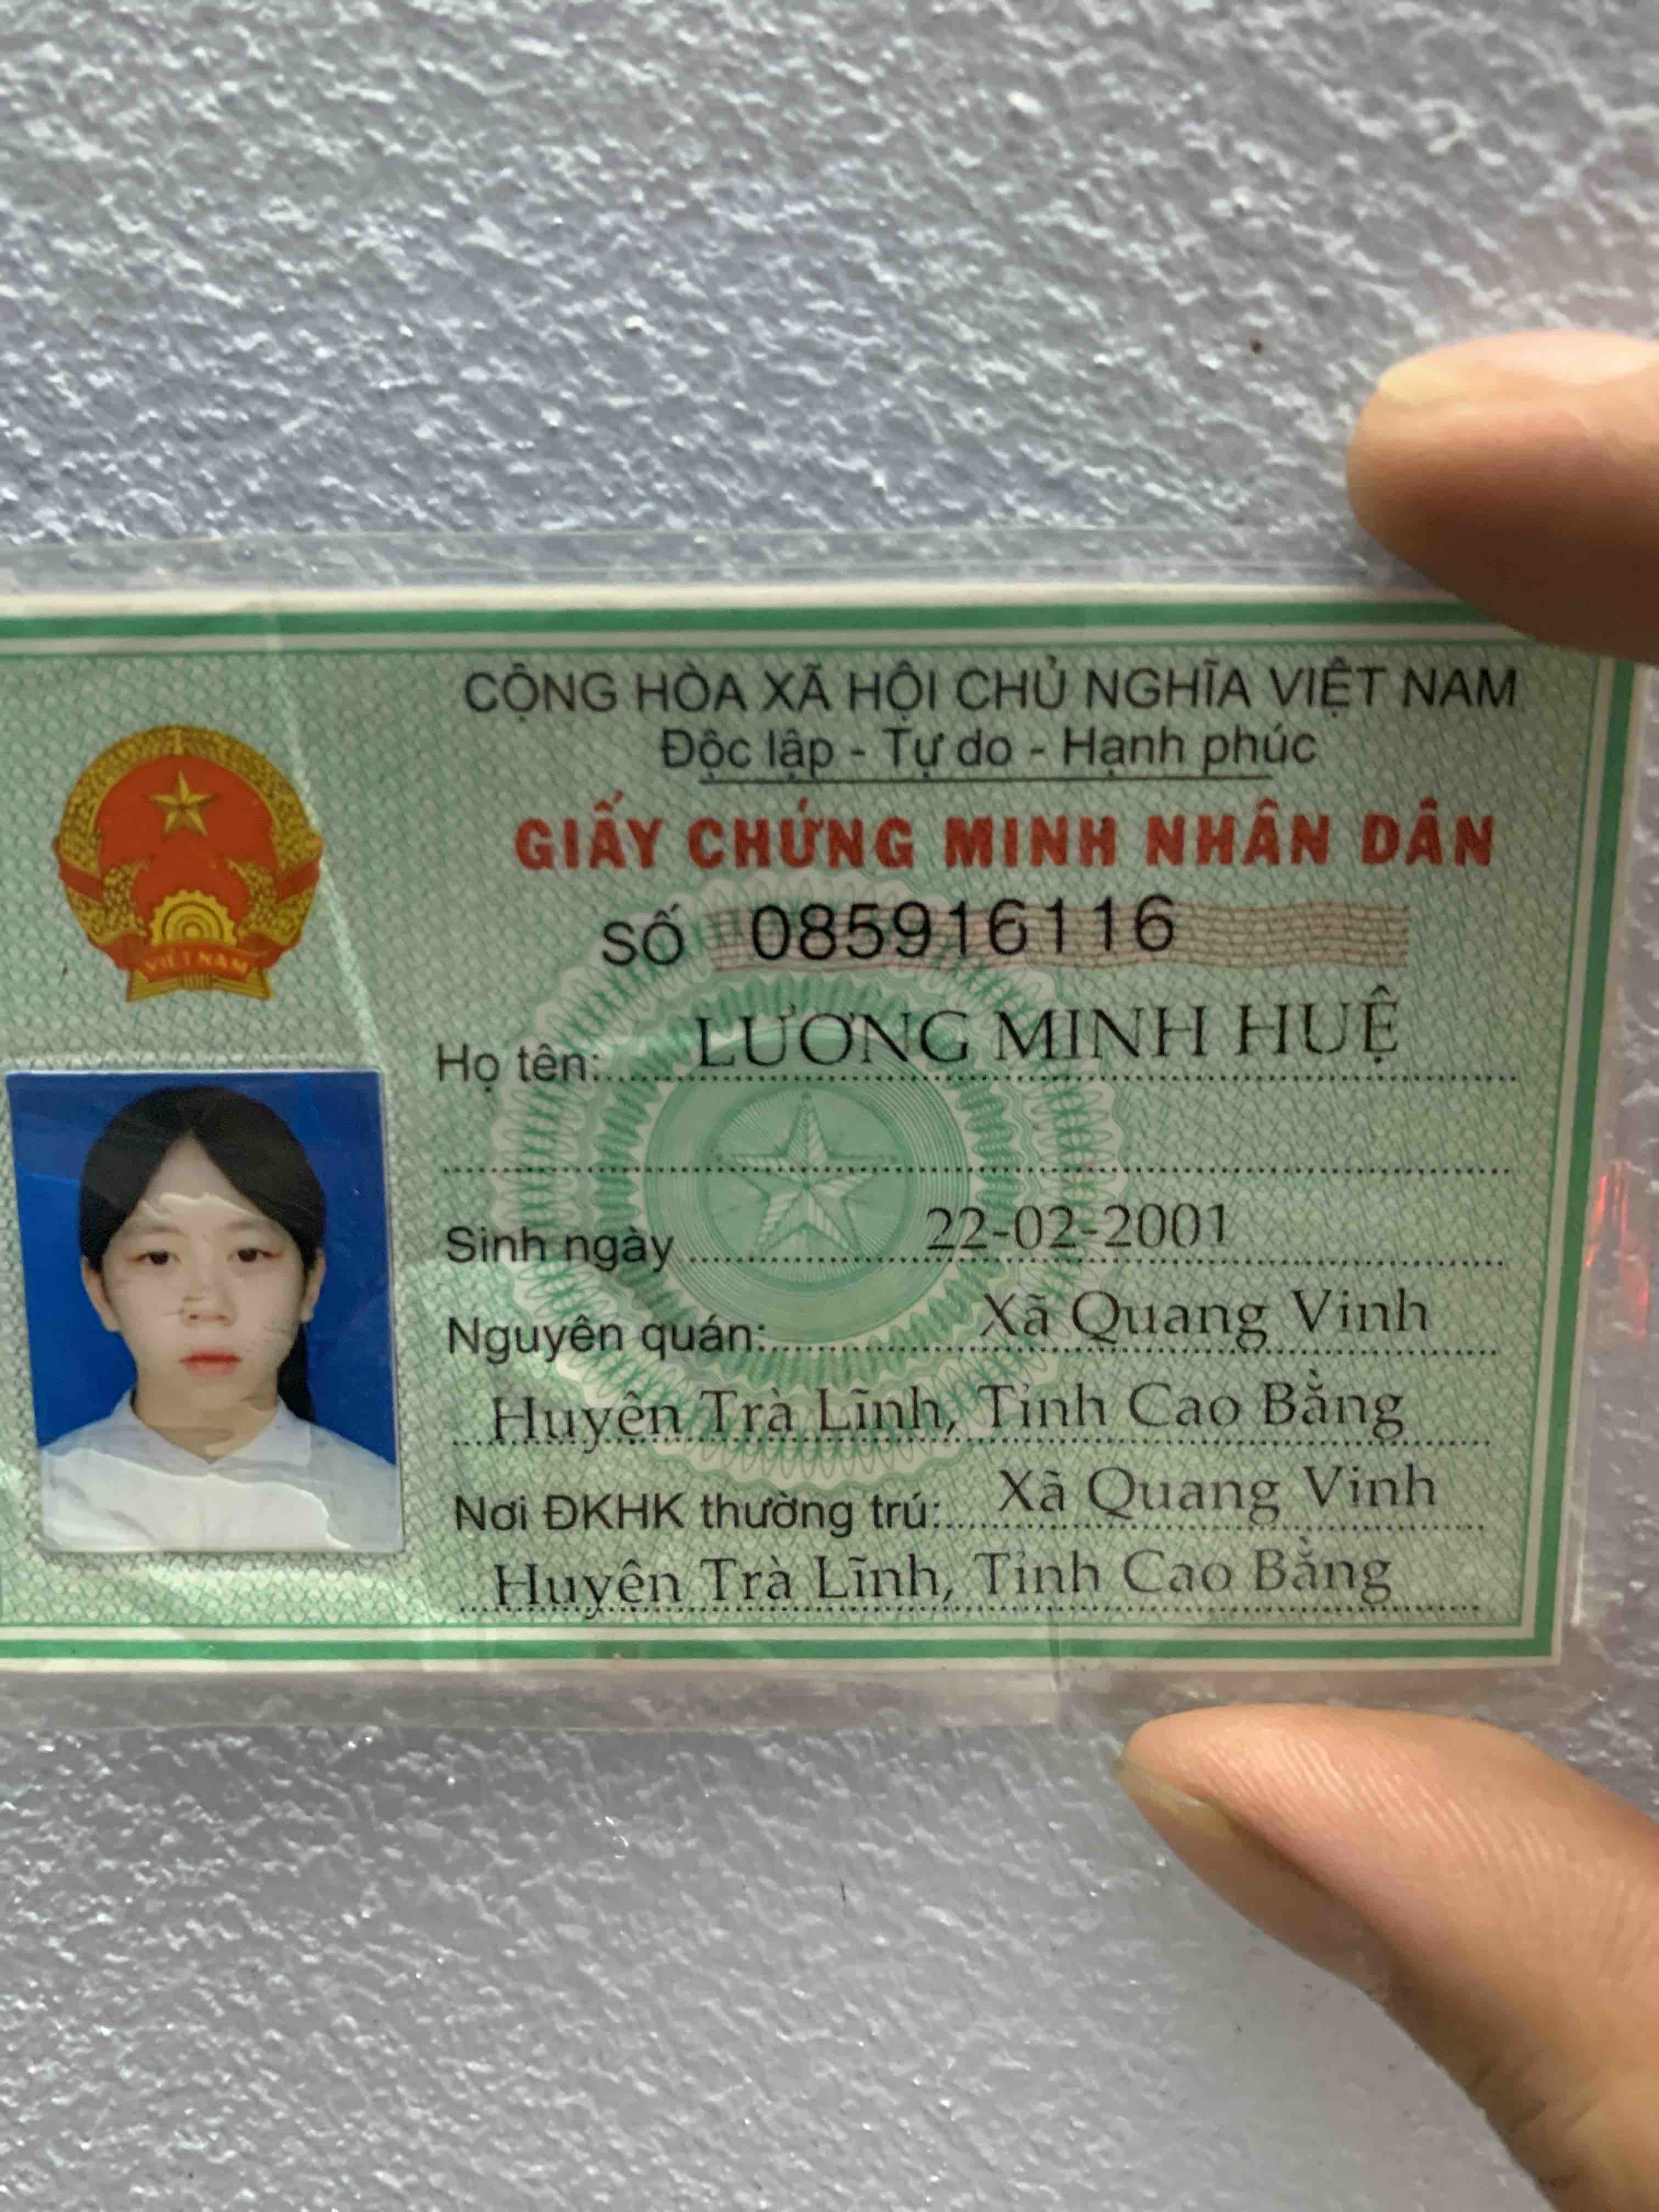 CỘNG HÒA XÃ HỘI CHỦ NGHĨA VIỆT NAM
Độc lập - Tự do - Hạnh phúc
GIẤY CHỨNG MINH NHÂN DÂN
SỐ 085916116
VIỆT NAM
Họ tên: LƯƠNG MINH HUỆ
Sinh ngày 22-02-2001
Nguyên quán: Xã Quang Vinh
Huyện Trà Lĩnh, Tỉnh Cao Bằng
Nơi ĐKHK thường trú: Xã Quang Vinh
Huyện Trà Lĩnh, Tỉnh Cao Bằng